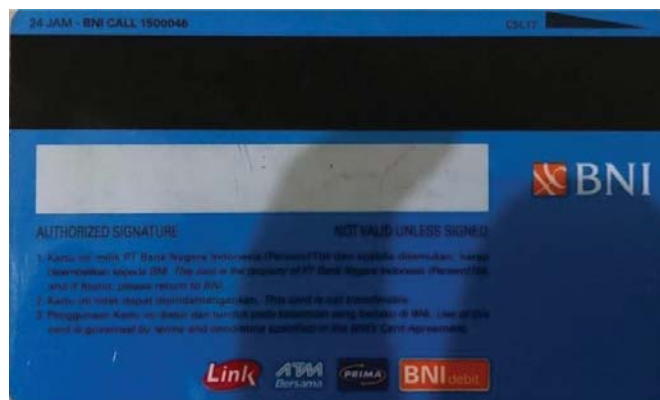 24 JAM - BNI CALL 1500046
CSL17
BNI
AUTHORIZED SIGNATURE NOT VALID UNLESS SIGNED
1. Kartu ini milik PT Bank Negara Indonesia (Persero) Tbk dan apabila ditemukan, harap
dikembalikan kepada BNI. This card is the property of PT Bank Negara Indonesia (Persero) Tbk
and if found, please return to BNI.
2. Kartu ini tidak dapat dipindahtangankan. This card is not transferable.
3. Penggunaan Kartu ini diatur dan tunduk pada ketentuan yang berlaku di BNI. Use of this
card is governed by terms and conditions specified in the BNI's Card Agreement.
Link ATM Bersama PRIMA BNI debit